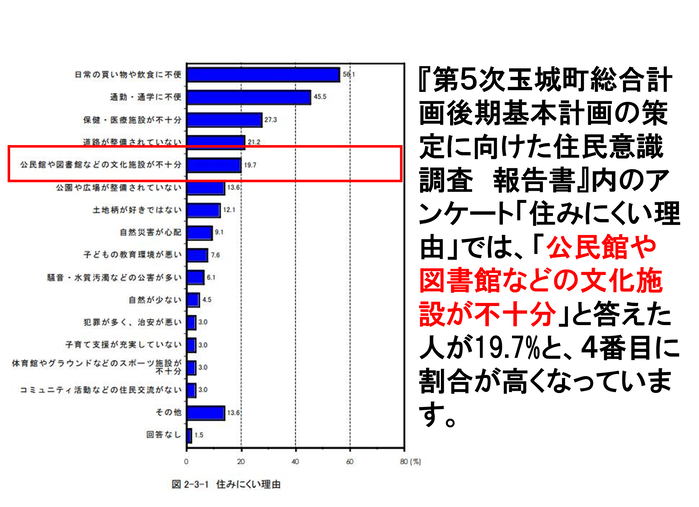 日常の買い物や飲食に不便 56.1
通勤・通学に不便 45.5
保健・医療施設が不十分 27.3
道路が整備されていない 21.2
公民館や図書館などの文化施設が不十分 19.7
公園や広場が整備されていない 13.6
土地柄が好きではない 12.1
自然災害が心配 9.1
子どもの教育環境が悪い 7.6
騒音・水質汚濁などの公害が多い 6.1
自然が少ない 4.5
犯罪が多く、治安が悪い 3.0
子育て支援が充実していない 3.0
体育館やグラウンドなどのスポーツ施設が
不十分 3.0
コミュニティ活動などの住民交流がない 3.0
その他 13.6
回答なし 1.5
0 20 40 60 80 (%)
図 2-3-1 住みにくい理由
『第5次玉城町総合計
画後期基本計画の策
定に向けた住民意識
調査 報告書』内のア
ンケート「住みにくい理
由」では、「公民館や
図書館などの文化施
設が不十分」と答えた
人が19.7%と、4番目に
割合が高くなっていま
す。